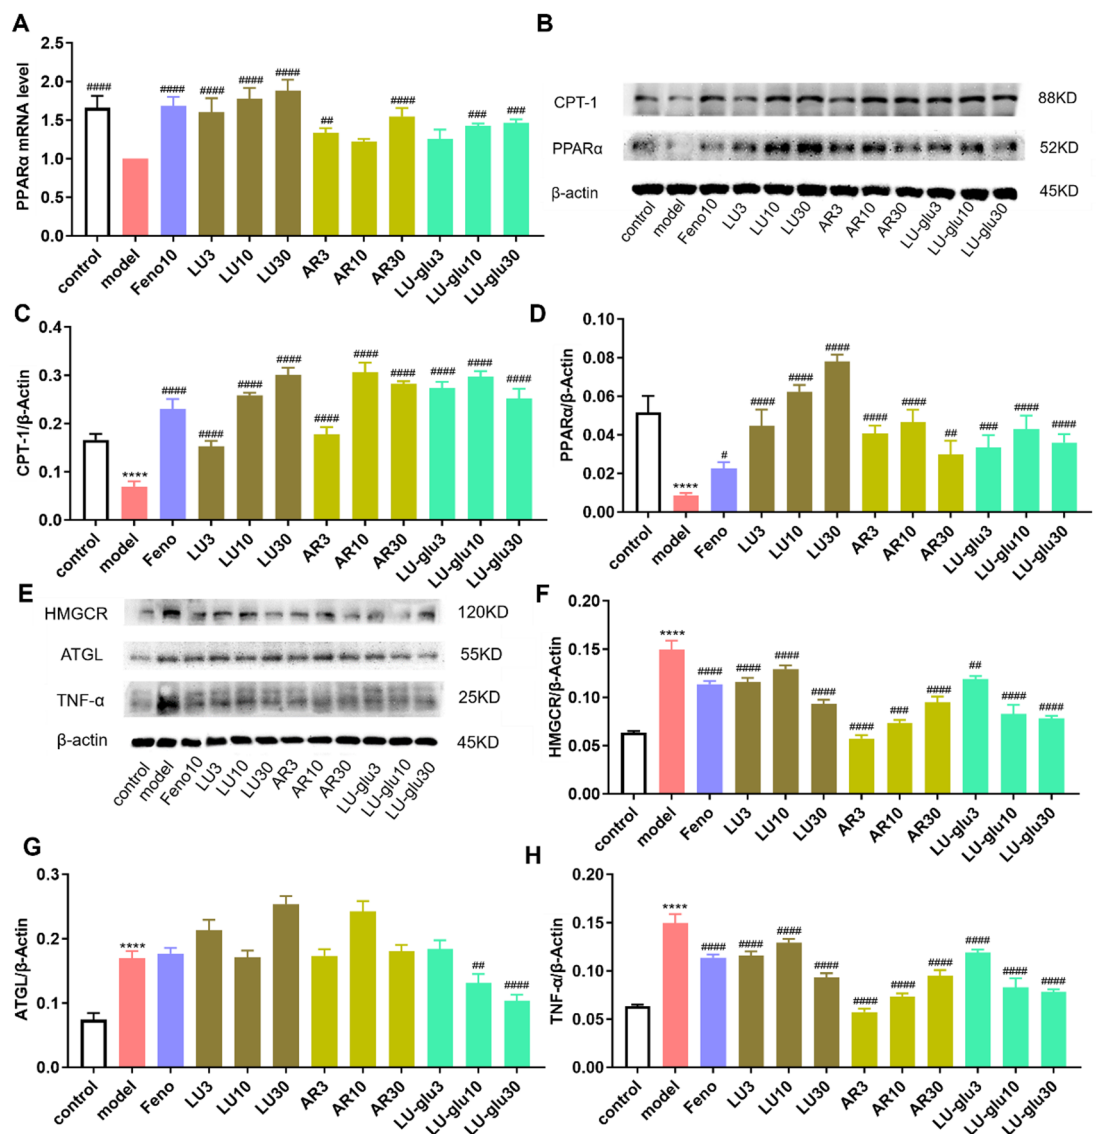 A
PPARα mRNA level
2.5
2.0
1.5
1.0
0.5
0.0
####
####
####
####
####
##
####
###
###
control
model
Feno10
LU3
LU10
LU30
AR3
AR10
AR30
LU-glu3
LU-glu10
LU-glu30
B
CPT-1
88KD
PPARα
52KD
β-actin
45KD
control
model
Feno10
LU3
LU10
LU30
AR3
AR10
AR30
LU-glu3
LU-glu10
LU-glu30
C
CPT-1/β-Actin
0.4
0.3
0.2
0.1
0.0
****
####
####
####
####
####
####
####
####
####
####
control
model
Feno
LU3
LU10
LU30
AR3
AR10
AR30
LU-glu3
LU-glu10
LU-glu30
D
PPARα/β-Actin
0.10
0.08
0.06
0.04
0.02
0.00
****
#
####
####
####
####
####
##
###
####
####
control
model
Feno
LU3
LU10
LU30
AR3
AR10
AR30
LU-glu3
LU-glu10
LU-glu30
E
HMGCR
120KD
ATGL
55KD
TNF-α
25KD
β-actin
45KD
control
model
Feno10
LU3
LU10
LU30
AR3
AR10
AR30
LU-glu3
LU-glu10
LU-glu30
F
HMGCR/β-Actin
0.20
0.15
0.10
0.05
0.00
****
####
####
####
####
####
###
####
##
####
####
control
model
Feno
LU3
LU10
LU30
AR3
AR10
AR30
LU-glu3
LU-glu10
LU-glu30
G
ATGL/β-Actin
0.3
0.2
0.1
0.0
****
##
####
control
model
Feno
LU3
LU10
LU30
AR3
AR10
AR30
LU-glu3
LU-glu10
LU-glu30
H
TNF-α/β-Actin
0.20
0.15
0.10
0.05
0.00
****
####
####
####
####
####
####
####
####
####
####
control
model
Feno
LU3
LU10
LU30
AR3
AR10
AR30
LU-glu3
LU-glu10
LU-glu30